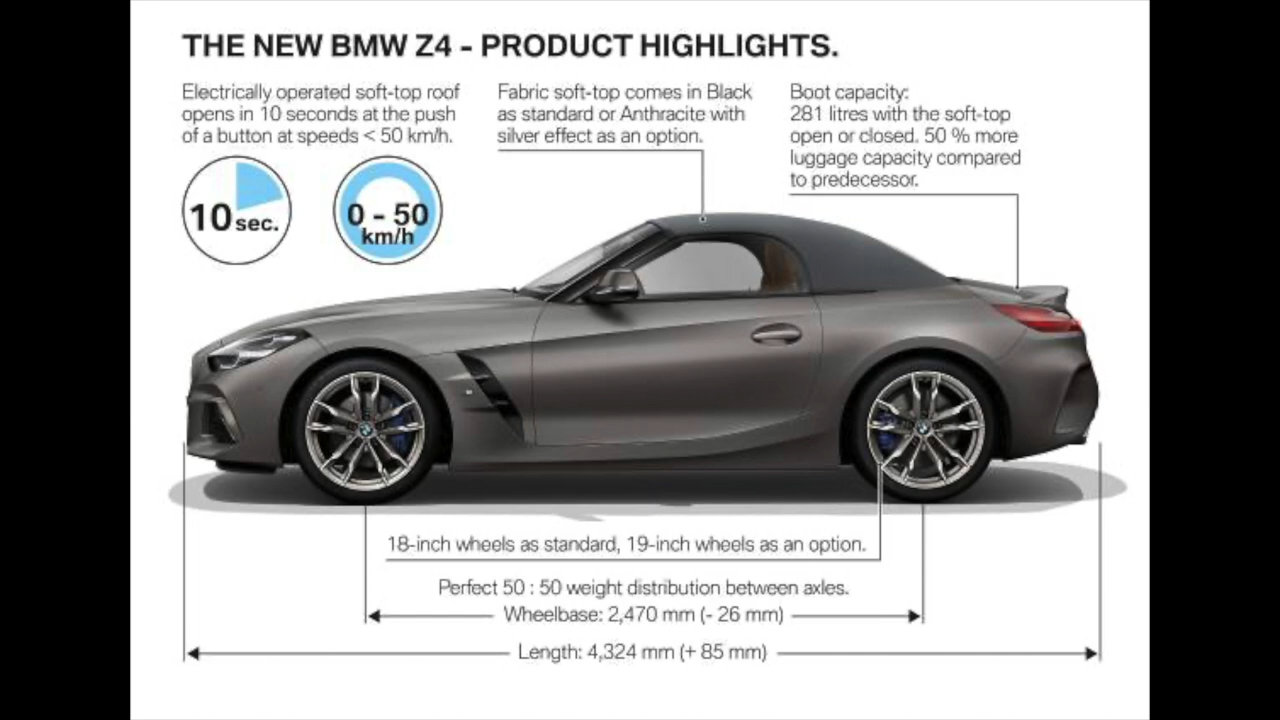 THE NEW BMW Z4 - PRODUCT HIGHLIGHTS.
Electrically operated soft-top roof
opens in 10 seconds at the push
of a button at speeds < 50 km/h.
10 sec.
0 - 50
km/h
Fabric soft-top comes in Black
as standard or Anthracite with
silver effect as an option.
Boot capacity:
281 litres with the soft-top
open or closed. 50 % more
luggage capacity compared
to predecessor.
18-inch wheels as standard, 19-inch wheels as an option.
Perfect 50 : 50 weight distribution between axles.
Wheelbase: 2,470 mm (- 26 mm)
Length: 4,324 mm (+ 85 mm)